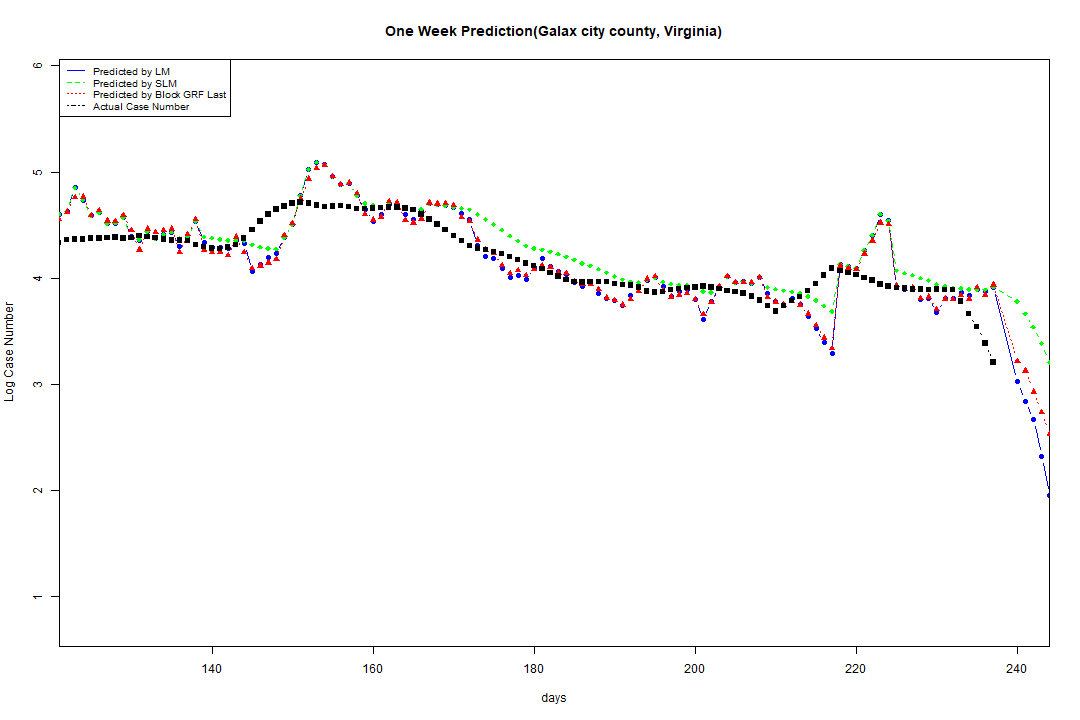 One Week Prediction(Galax city county, Virginia)
Predicted by LM
Predicted by SLM
Predicted by Block GRF Last
Actual Case Number
6
5
4
3
2
1
Log Case Number
140 160 180 200 220 240
days